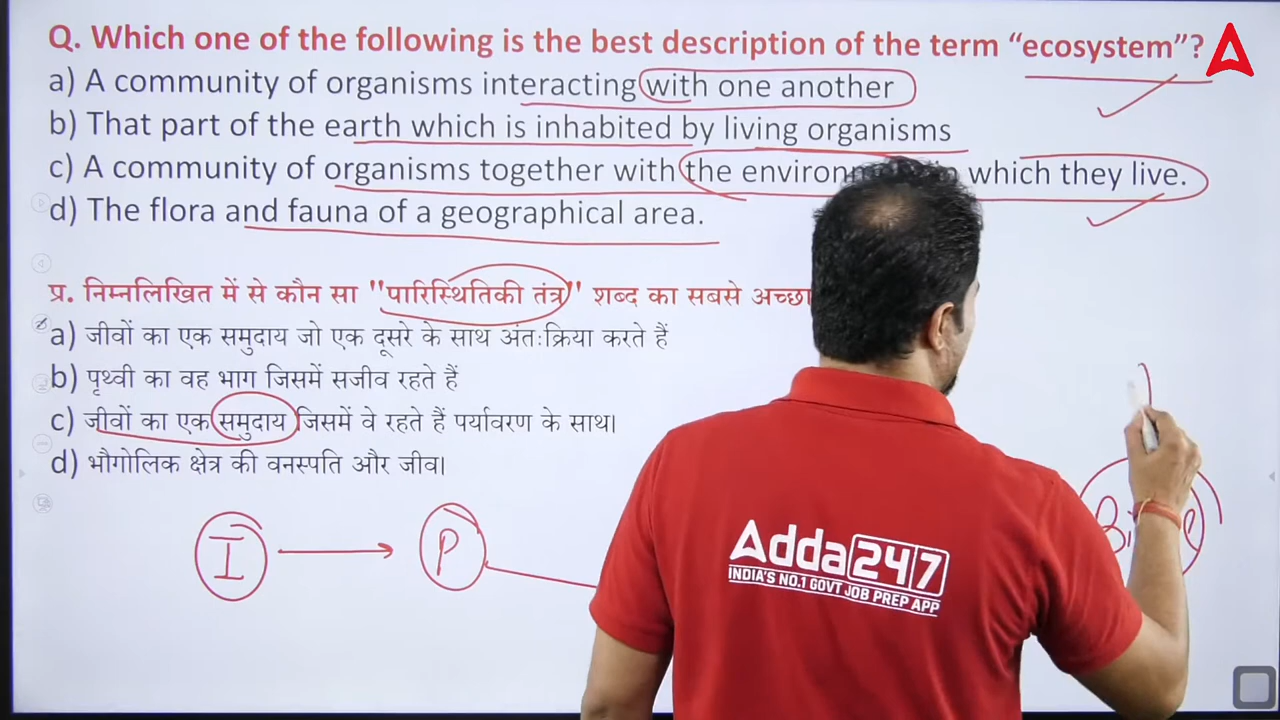 Q. Which one of the following is the best description of the term “ecosystem”?
a) A community of organisms interacting with one another
b) That part of the earth which is inhabited by living organisms
c) A community of organisms together with the which they live.
d) The flora and fauna of a geographical area.
प्र. निम्नलिखित में से कौन सा "पारिस्थितिकी तंत्र" शब्द का सबसे
a) जीवों का एक समुदाय जो एक दूसरे के साथ अंतःक्रिया करते हैं
b) पृथ्वी का वह भाग जिसमें सजीव रहते हैं
c) जीवों का एक समुदाय जिसमें वे रहते हैं पर्यावरण के साथ।
d) भौगोलिक क्षेत्र की वनस्पति और जीव।
I P
Adda247
INDIA'S NO.1 GOVT JOB PREP APP